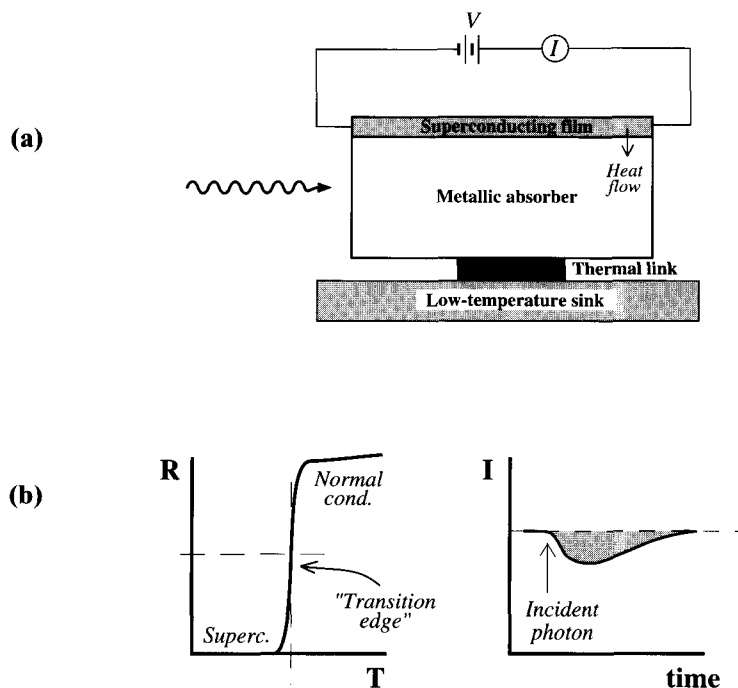 V
I
(a)
Superconducting film
Heat
flow
Metallic absorber
Thermal link
Low-temperature sink
(b)
R
Normal
cond.
"Transition
edge"
Superc.
T
I
Incident
photon
time